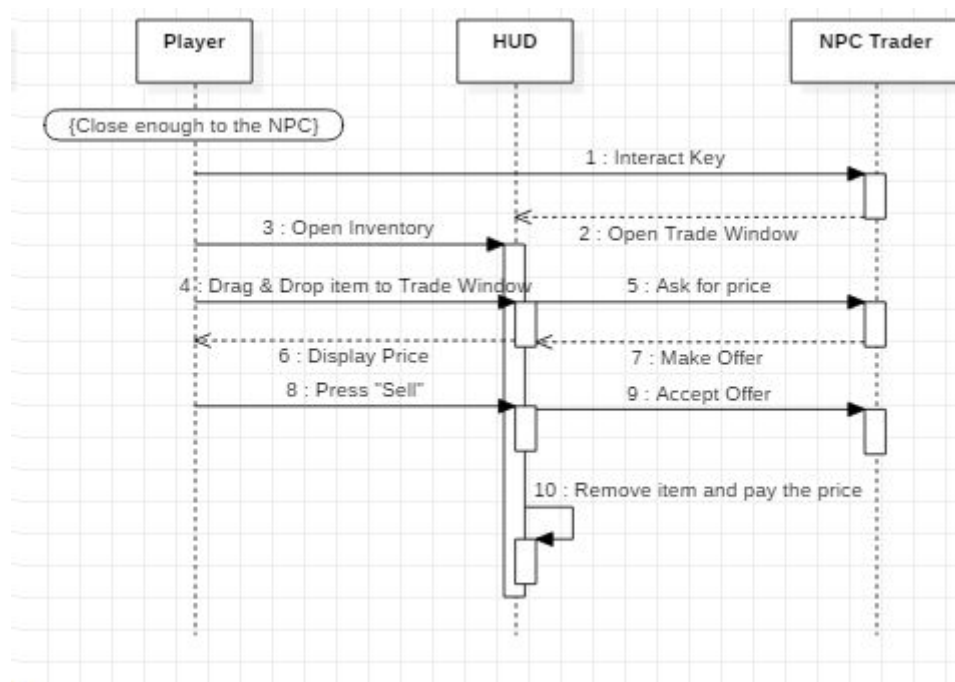 Player
HUD
NPC Trader
{Close enough to the NPC}
1 : Interact Key
2 : Open Trade Window
3 : Open Inventory
4 : Drag & Drop item to Trade Window
5 : Ask for price
6 : Display Price
7 : Make Offer
8 : Press "Sell"
9 : Accept Offer
10 : Remove item and pay the price